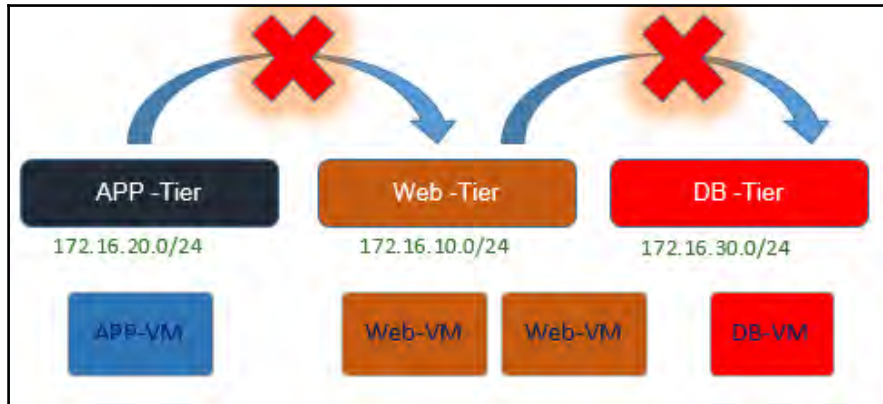 APP -Tier
Web -Tier
DB -Tier
172.16.20.0/24
172.16.10.0/24
172.16.30.0/24
APP-VM
Web-VM
Web-VM
DB-VM